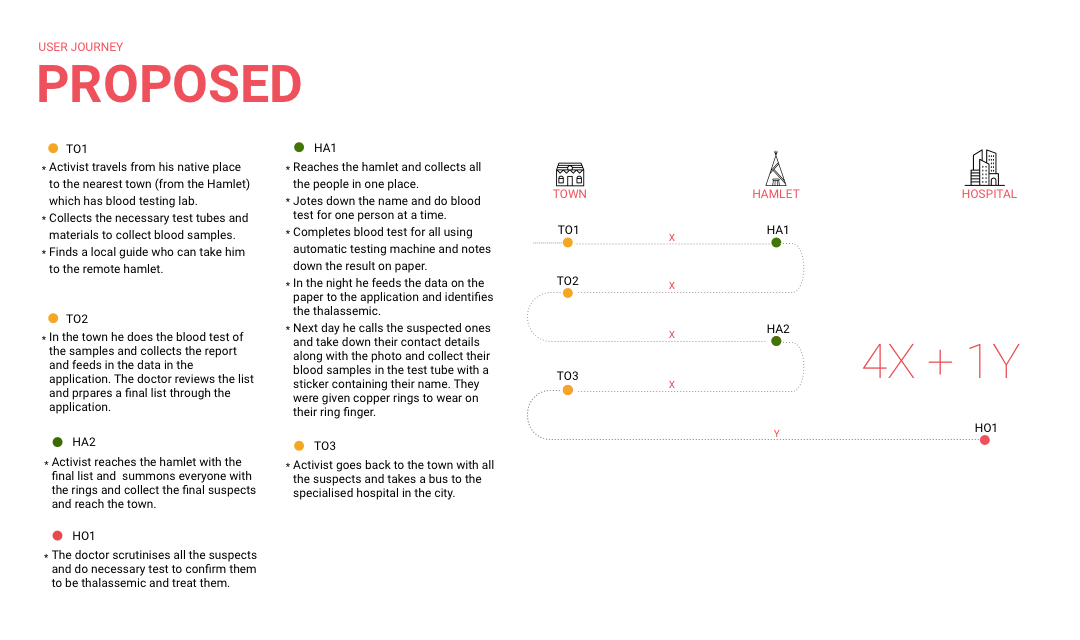 USER JOURNEY
PROPOSED
TO1
* Activist travels from his native place
to the nearest town (from the Hamlet)
which has blood testing lab.
* Collects the necessary test tubes and
materials to collect blood samples.
* Finds a local guide who can take him
to the remote hamlet.
HA1
* Reaches the hamlet and collects all
the people in one place.
* Jotes down the name and do blood
test for one person at a time.
* Completes blood test for all using
automatic testing machine and notes
down the result on paper.
* In the night he feeds the data on the
paper to the application and identifies
the thalassemic.
* Next day he calls the suspected ones
and take down their contact details
along with the photo and collect their
blood samples in the test tube with a
sticker containing their name. They
were given copper rings to wear on
their ring finger.
TO2
* In the town he does the blood test of
the samples and collects the report
and feeds in the data in the
application. The doctor reviews the list
and prpares a final list through the
application.
HA2
* Activist reaches the hamlet with the
final list and  summons everyone with
the rings and collect the final suspects
and reach the town.
TO3
* Activist goes back to the town with all
the suspects and takes a bus to the
specialised hospital in the city.
HO1
* The doctor scrutinises all the suspects
and do necessary test to confirm them
to be thalassemic and treat them.
TOWN
HAMLET
HOSPITAL
TO1
X
HA1
TO2
X
X
HA2
TO3
X
4X + 1Y
Y
HO1